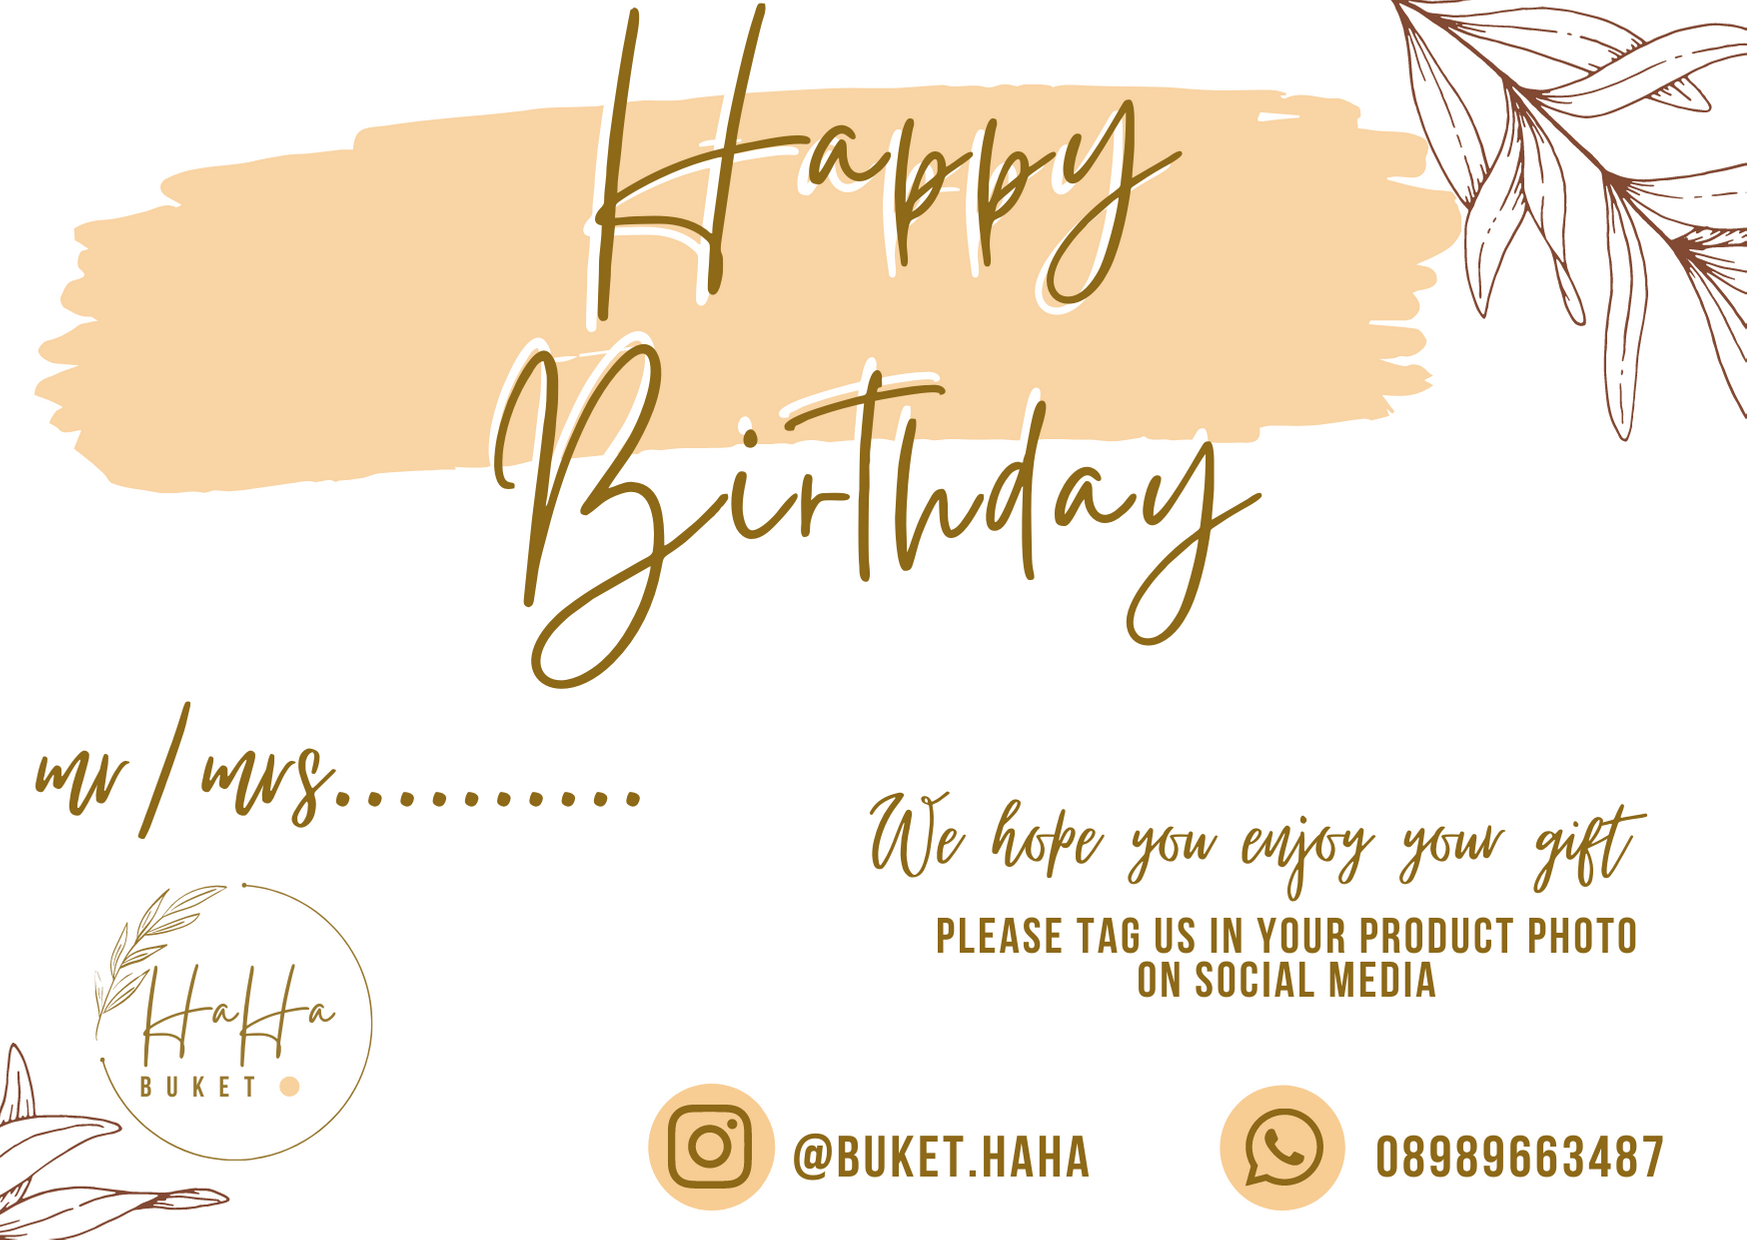 Happy
Birthday
mr/mrs..........
We hope you enjoy your gift
PLEASE TAG US IN YOUR PRODUCT PHOTO
ON SOCIAL MEDIA
HaHa
BUKET
@BUKET.HAHA
08989663487